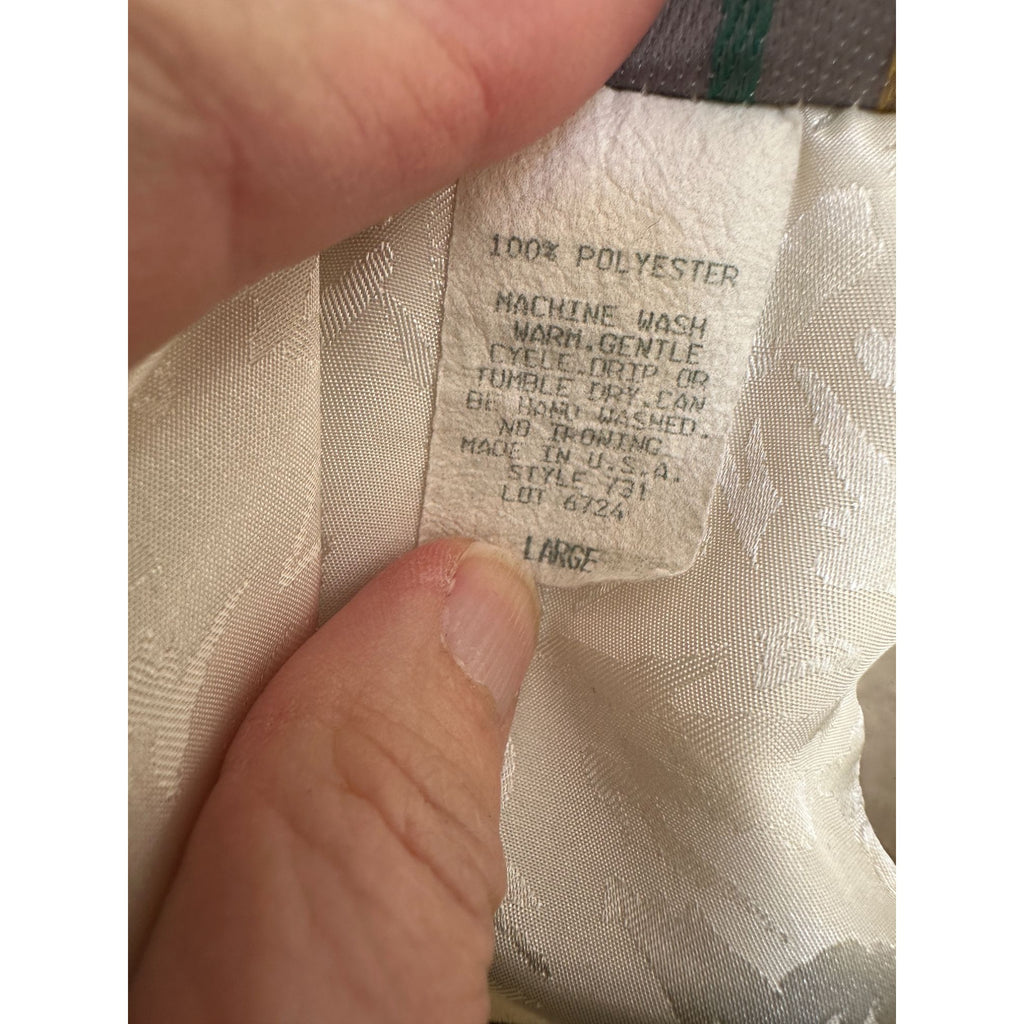 100% POLYESTER
MACHINE WASH
WARM.GENTLE
CYCLE.DRIP OR
TUMBLE DRY.CAN
BE HAND WASHED.
NO IRONING.
MADE IN U.S.A.
STYLE 731
LOT 6724
LARGE